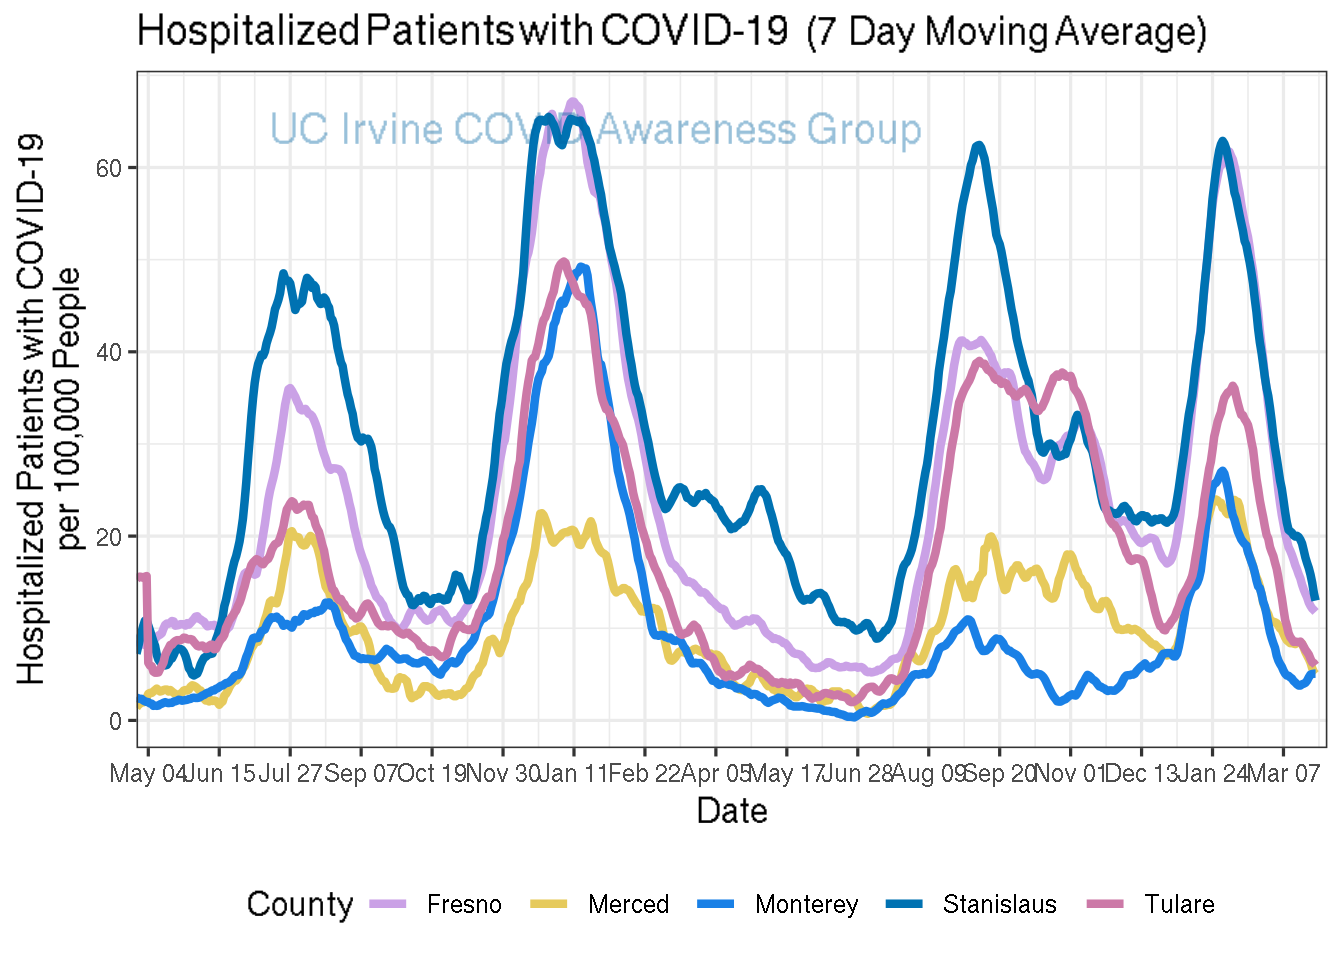 Hospitalized Patients with COVID-19 (7 Day Moving Average)
UC Irvine COVID Awareness Group
Hospitalized Patients with COVID-19
per 100,000 People
60
40
20
0
May 04 Jun 15 Jul 27 Sep 07 Oct 19 Nov 30 Jan 11 Feb 22 Apr 05 May 17 Jun 28 Aug 09 Sep 20 Nov 01 Dec 13 Jan 24 Mar 07
Date
County Fresno Merced Monterey Stanislaus Tulare